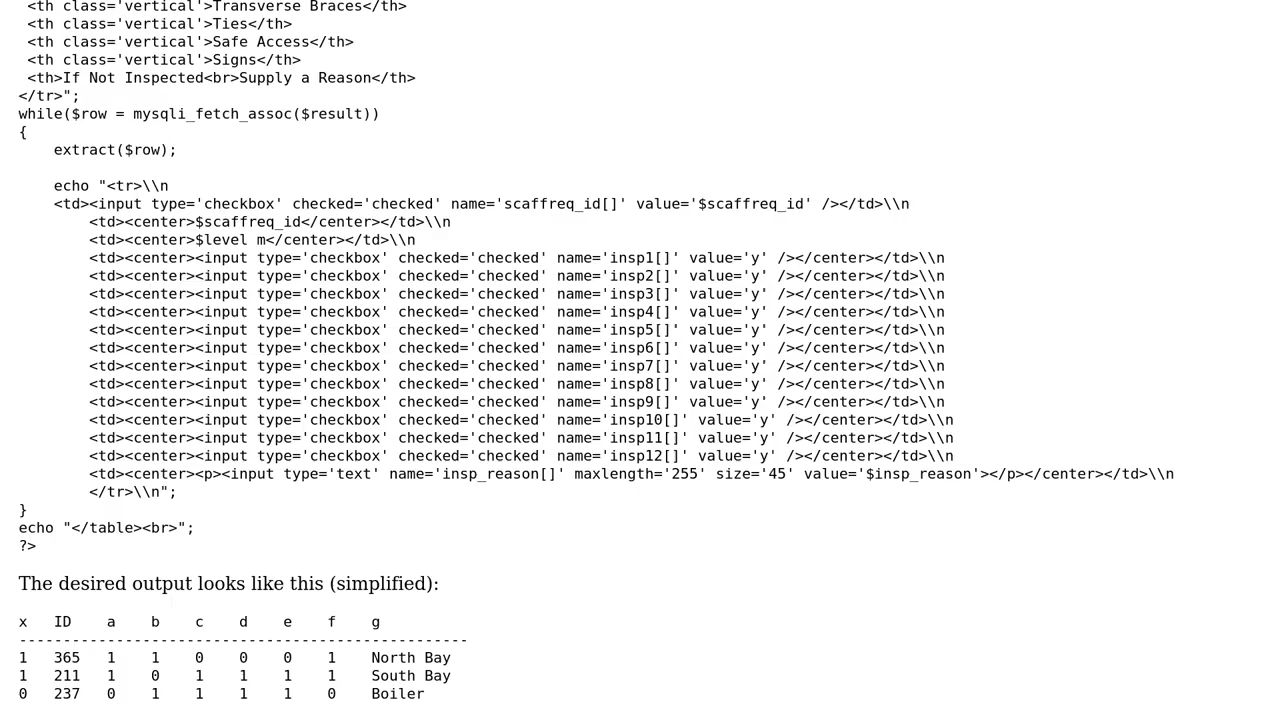 <th class='vertical'>Transverse Braces</th>
<th class='vertical'>Ties</th>
<th class='vertical'>Safe Access</th>
<th class='vertical'>Signs</th>
<th>If Not Inspected<br>Supply a Reason</th>
</tr>";
while($row = mysqli_fetch_assoc($result))
{
extract($row);
echo "<tr>\\n
<td><input type='checkbox' checked='checked' name='scaffreq_id[]' value='$scaffreq_id' /></td>\\n
<td><center>$scaffreq_id</center></td>\\n
<td><center>$level m</center></td>\\n
<td><center><input type='checkbox' checked='checked' name='insp1[]' value='y' /></center></td>\\n
<td><center><input type='checkbox' checked='checked' name='insp2[]' value='y' /></center></td>\\n
<td><center><input type='checkbox' checked='checked' name='insp3[]' value='y' /></center></td>\\n
<td><center><input type='checkbox' checked='checked' name='insp4[]' value='y' /></center></td>\\n
<td><center><input type='checkbox' checked='checked' name='insp5[]' value='y' /></center></td>\\n
<td><center><input type='checkbox' checked='checked' name='insp6[]' value='y' /></center></td>\\n
<td><center><input type='checkbox' checked='checked' name='insp7[]' value='y' /></center></td>\\n
<td><center><input type='checkbox' checked='checked' name='insp8[]' value='y' /></center></td>\\n
<td><center><input type='checkbox' checked='checked' name='insp9[]' value='y' /></center></td>\\n
<td><center><input type='checkbox' checked='checked' name='insp10[]' value='y' /></center></td>\\n
<td><center><input type='checkbox' checked='checked' name='insp11[]' value='y' /></center></td>\\n
<td><center><input type='checkbox' checked='checked' name='insp12[]' value='y' /></center></td>\\n
<td><center><p><input type='text' name='insp_reason[]' maxlength='255' size='45' value='$insp_reason'></p></center></td>\\n
</tr>\\n";
}
echo "</table><br>";
?>
The desired output looks like this (simplified):
x ID a b c d e f g
---------------------------------------------------
1 365 1 1 0 0 0 1 North Bay
1 211 1 0 1 1 1 1 South Bay
0 237 0 1 1 1 1 0 Boiler